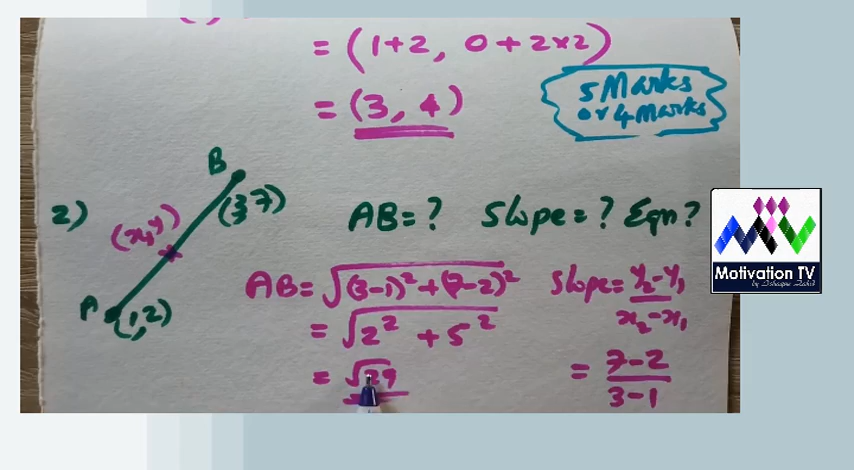 = (1+2, 0+2×2)
= (3, 4)
5 Marks
or 4 Marks
2)
B
(3,7)
(x,y)
A
(1,2)
AB=? Slope=? Eqn?
AB = √(3-1)² + (7-2)²
= √2² + 5²
= √29
Slope = y₂-y₁
x₂-x₁
= 7-2
3-1
MiV
Motivation TV